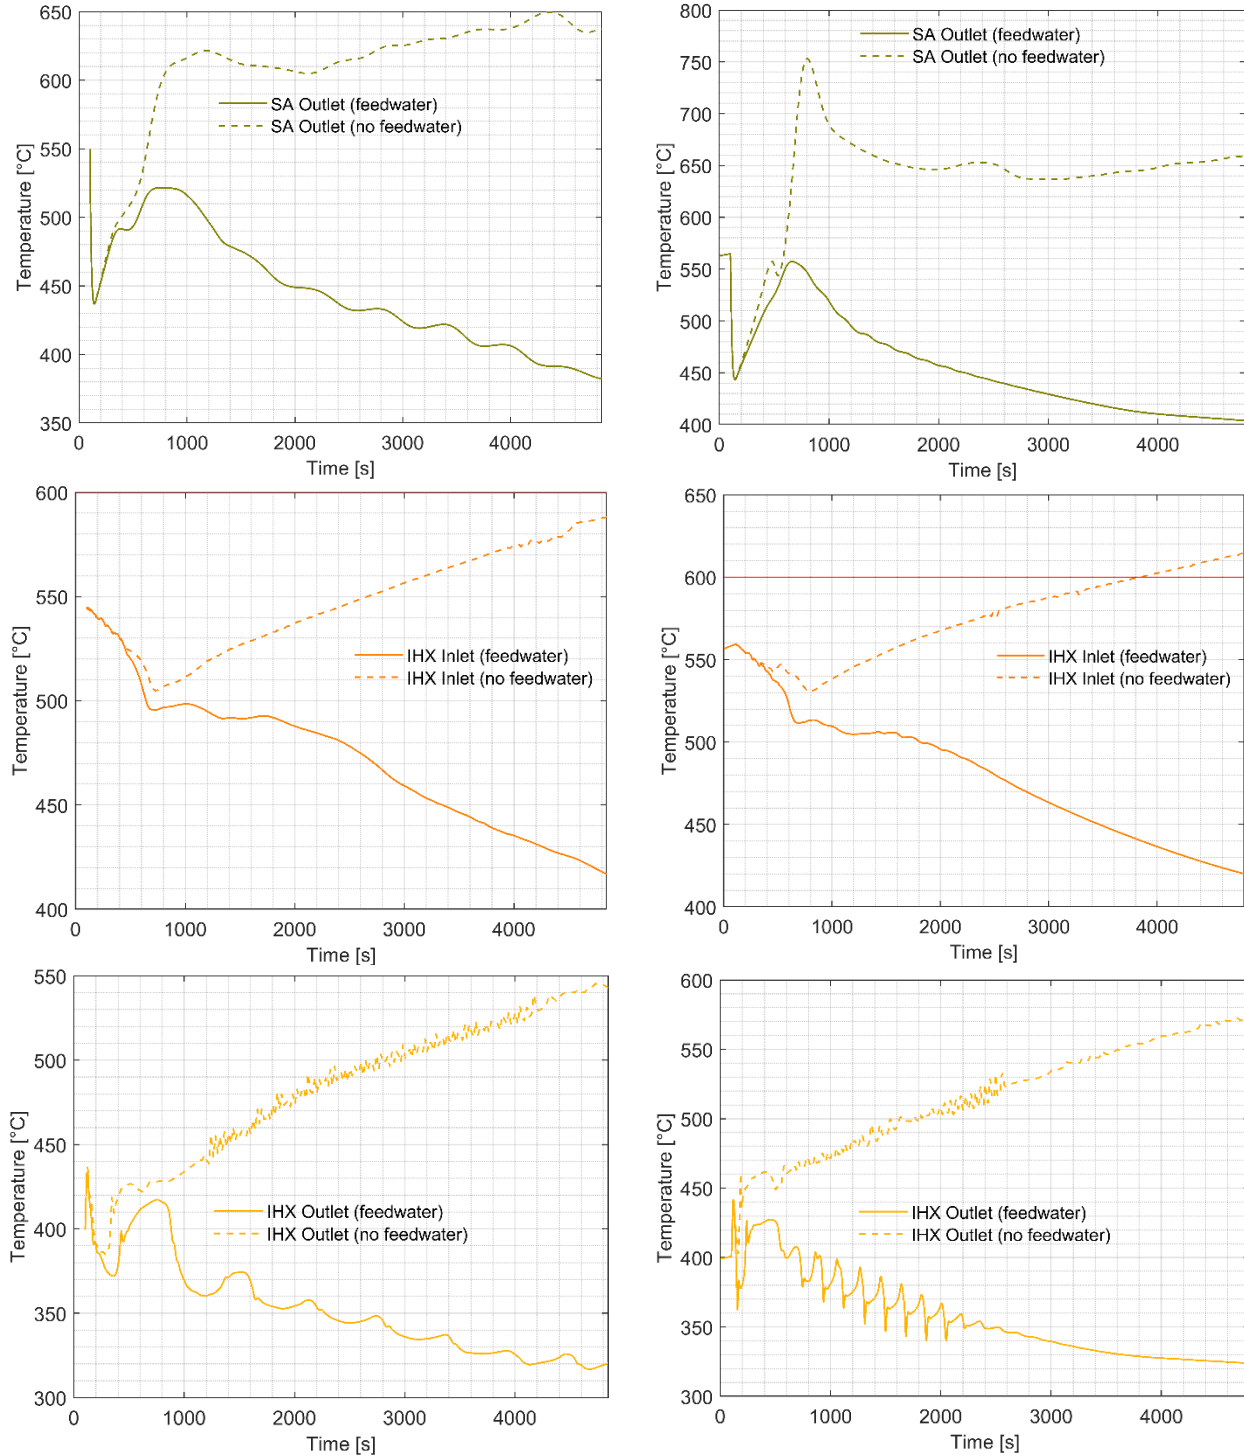 650
600
550
500
450
400
350
0
1000
2000
3000
4000
Temperature [°C]
Time [s]
SA Outlet (feedwater)
SA Outlet (no feedwater)
800
750
700
650
600
550
500
450
400
0
1000
2000
3000
4000
Temperature [°C]
Time [s]
SA Outlet (feedwater)
SA Outlet (no feedwater)
600
550
500
450
400
0
1000
2000
3000
4000
Temperature [°C]
Time [s]
IHX Inlet (feedwater)
IHX Inlet (no feedwater)
650
600
550
500
450
400
0
1000
2000
3000
4000
Temperature [°C]
Time [s]
IHX Inlet (feedwater)
IHX Inlet (no feedwater)
550
500
450
400
350
300
0
1000
2000
3000
4000
Temperature [°C]
Time [s]
IHX Outlet (feedwater)
IHX Outlet (no feedwater)
600
550
500
450
400
350
300
0
1000
2000
3000
4000
Temperature [°C]
Time [s]
IHX Outlet (feedwater)
IHX Outlet (no feedwater)